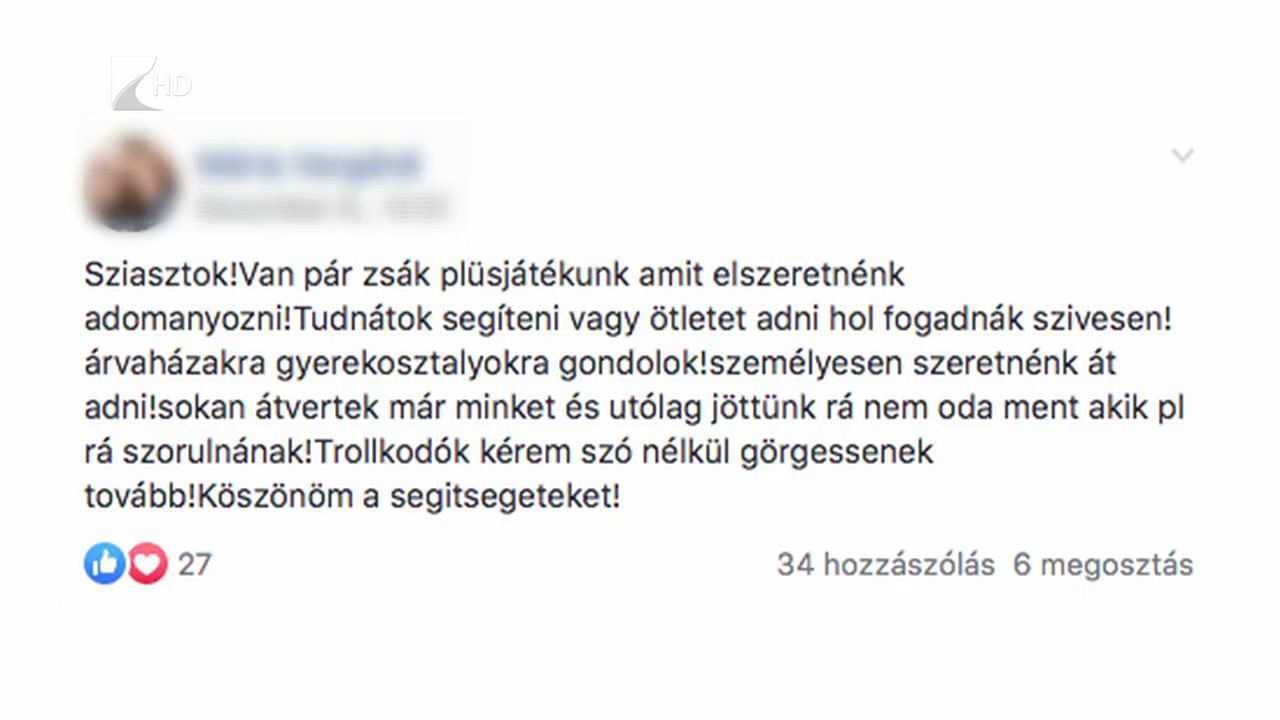 HD
Sziasztok!Van pár zsák plüsjátékunk amit elszeretnénk
adomanyozni!Tudnátok segíteni vagy ötletet adni hol fogadnák szivesen!
árvaházakra gyerekosztalyokra gondolok!személyesen szeretnénk át
adni!sokan átvertek már minket és utólag jöttünk rá nem oda ment akik pl
rá szorulnának!Trollkodók kérem szó nélkül görgessenek
tovább!Köszönöm a segitsegeteket!
27 34 hozzászólás 6 megosztás